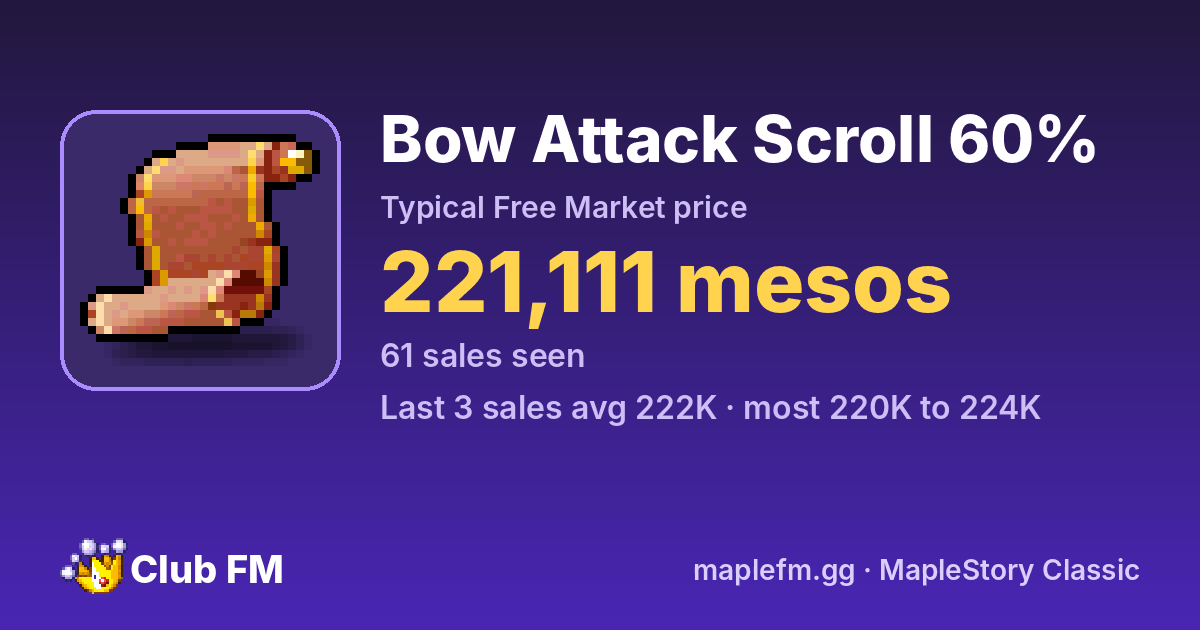 Bow Attack Scroll 60%
Typical Free Market price
221,111 mesos
61 sales seen
Last 3 sales avg 222K · most 220K to 224K
Club FM
maplefm.gg · MapleStory Classic